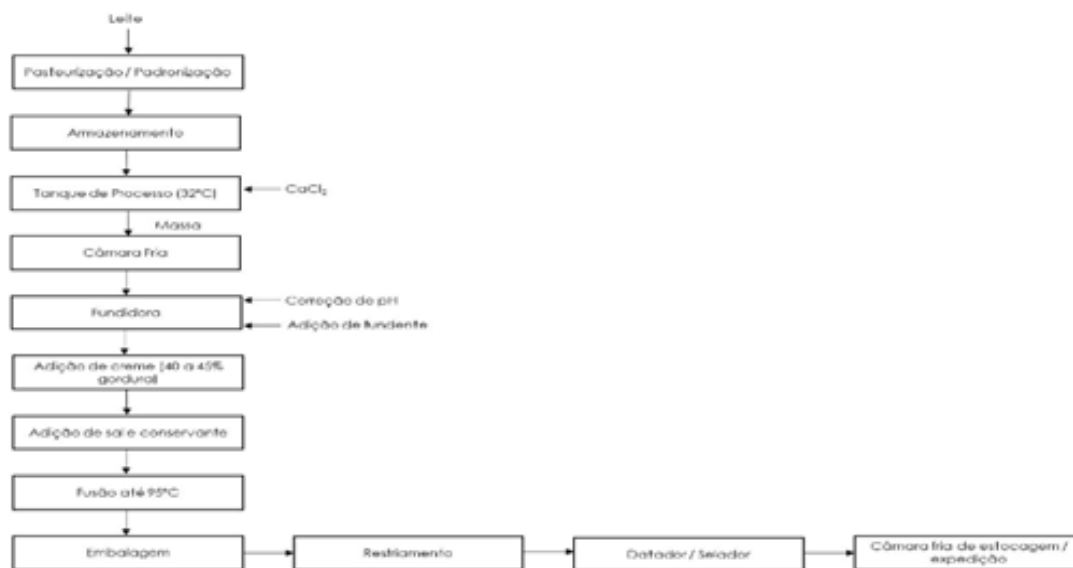 Leite
Pasteurização / Padronização
Armazenamento
Tanque de Processo (32°C)
CaCl₂
Massa
Câmara Fria
Correção de pH
Fundidora
Adição de fundente
Adição de creme (40 a 45%
gordura)
Adição de sal e conservante
Fusão até 95°C
Embalagem
Resfriamento
Datador / Selador
Câmara fria de estocagem /
expedição